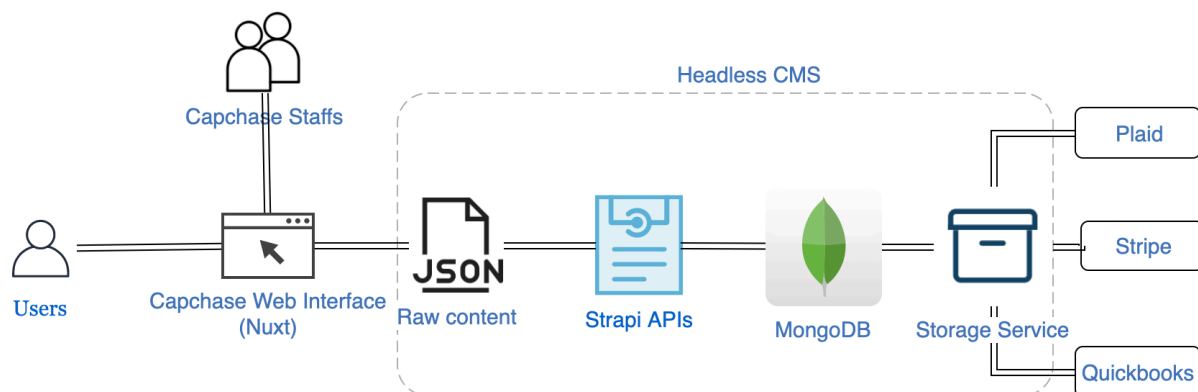 Headless CMS
Capchase Staffs
Plaid
Stripe
JSON
Users
Capchase Web Interface
(Nuxt)
Raw content
Strapi APIs
MongoDB
Storage Service
Quickbooks